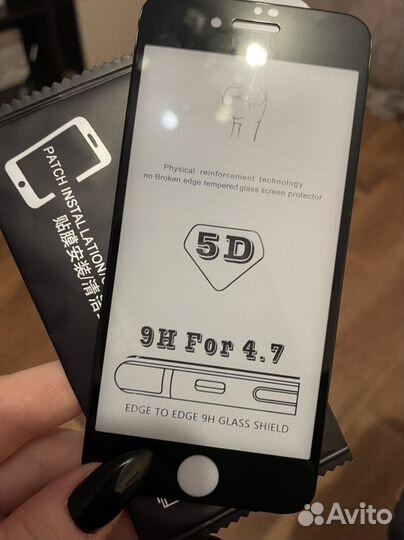 Physical reinforcement technology
no Broken edge tempered glass screen protector
5D
9H For 4.7
EDGE TO EDGE 9H GLASS SHIELD
PATCH INSTALLATION/
贴膜安装/清洁
Avito